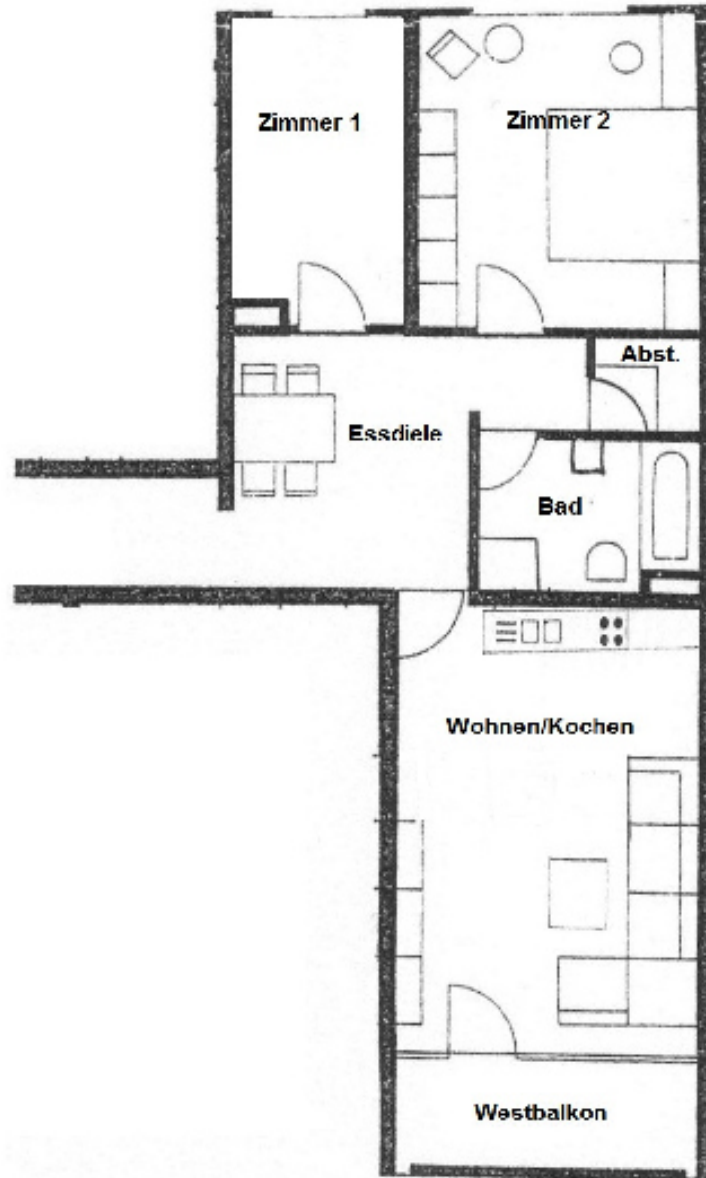 Zimmer 1
Zimmer 2
Abst.
Essdiele
Bad
Wohnen/Kochen
Westbalkon